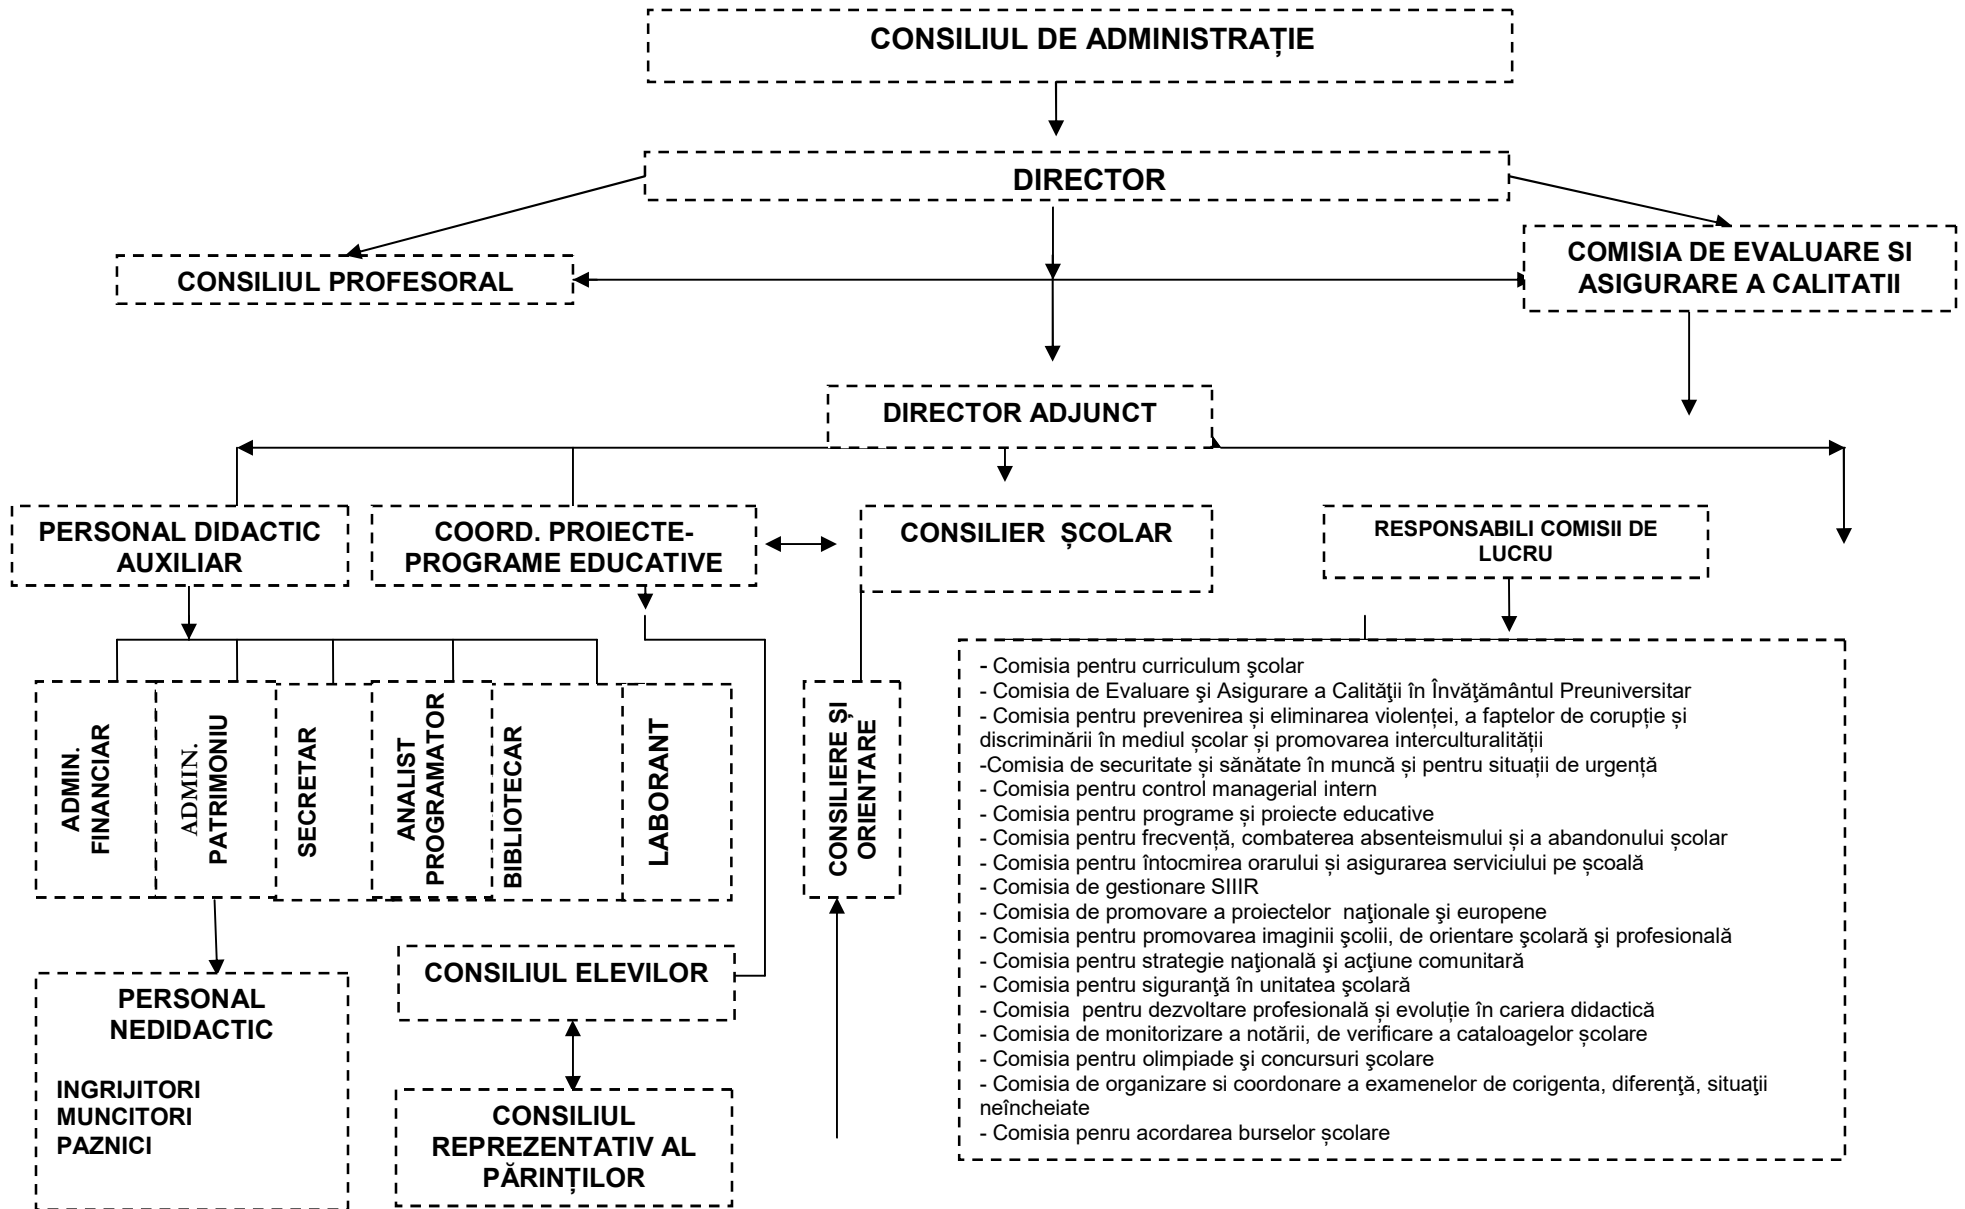 CONSILIUL DE ADMINISTRAȚIE
DIRECTOR
CONSILIUL PROFESORAL
COMISIA DE EVALUARE SI
ASIGURARE A CALITATII
DIRECTOR ADJUNCT
PERSONAL DIDACTIC
AUXILIAR
COORD. PROIECTE-
PROGRAME EDUCATIVE
CONSILIER  ȘCOLAR
RESPONSABILI COMISII DE
LUCRU
ADMIN.
FINANCIAR
ADMIN.
PATRIMONIU
SECRETAR
ANALIST
PROGRAMATOR
BIBLIOTECAR
LABORANT
CONSILIERE ȘI
ORIENTARE
- Comisia pentru curriculum şcolar
- Comisia de Evaluare şi Asigurare a Calităţii în Învăţământul Preuniversitar
- Comisia pentru prevenirea și eliminarea violenței, a faptelor de corupție și
discriminării în mediul școlar și promovarea interculturalității
-Comisia de securitate și sănătate în muncă și pentru situații de urgență
- Comisia pentru control managerial intern
- Comisia pentru programe și proiecte educative
- Comisia pentru frecvență, combaterea absenteismului și a abandonului școlar
- Comisia pentru întocmirea orarului și asigurarea serviciului pe școală
- Comisia de gestionare SIIIR
- Comisia de promovare a proiectelor  naţionale şi europene
- Comisia pentru promovarea imaginii şcolii, de orientare şcolară şi profesională
- Comisia pentru strategie naţională şi acţiune comunitară
- Comisia pentru siguranţă în unitatea şcolară
- Comisia  pentru dezvoltare profesională și evoluție în cariera didactică
- Comisia de monitorizare a notării, de verificare a cataloagelor școlare
- Comisia pentru olimpiade şi concursuri şcolare
- Comisia de organizare si coordonare a examenelor de corigenta, diferenţă, situaţii
neîncheiate
- Comisia penru acordarea burselor școlare
CONSILIUL ELEVILOR
PERSONAL
NEDIDACTIC
INGRIJITORI
MUNCITORI
PAZNICI
CONSILIUL
REPREZENTATIV AL
PĂRINȚILOR